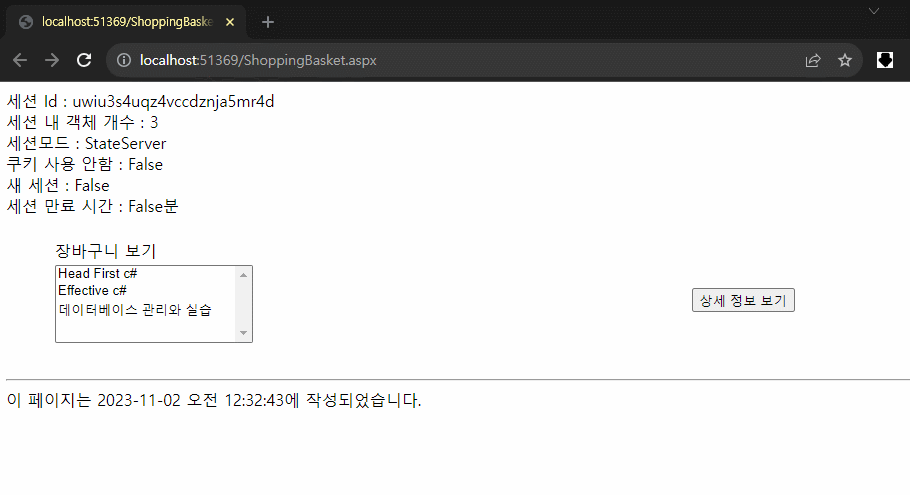 localhost:51369/ShoppingBaske
localhost:51369/ShoppingBasket.aspx
세션 Id : uwiu3s4uqz4vccdznja5mr4d
세션 내 객체 개수 : 3
세션모드 : StateServer
쿠키 사용 안함 : False
새 세션 : False
세션 만료 시간 : False분
장바구니 보기
Head First c#
Effective c#
데이터베이스 관리와 실습
상세 정보 보기
이 페이지는 2023-11-02 오전 12:32:43에 작성되었습니다.